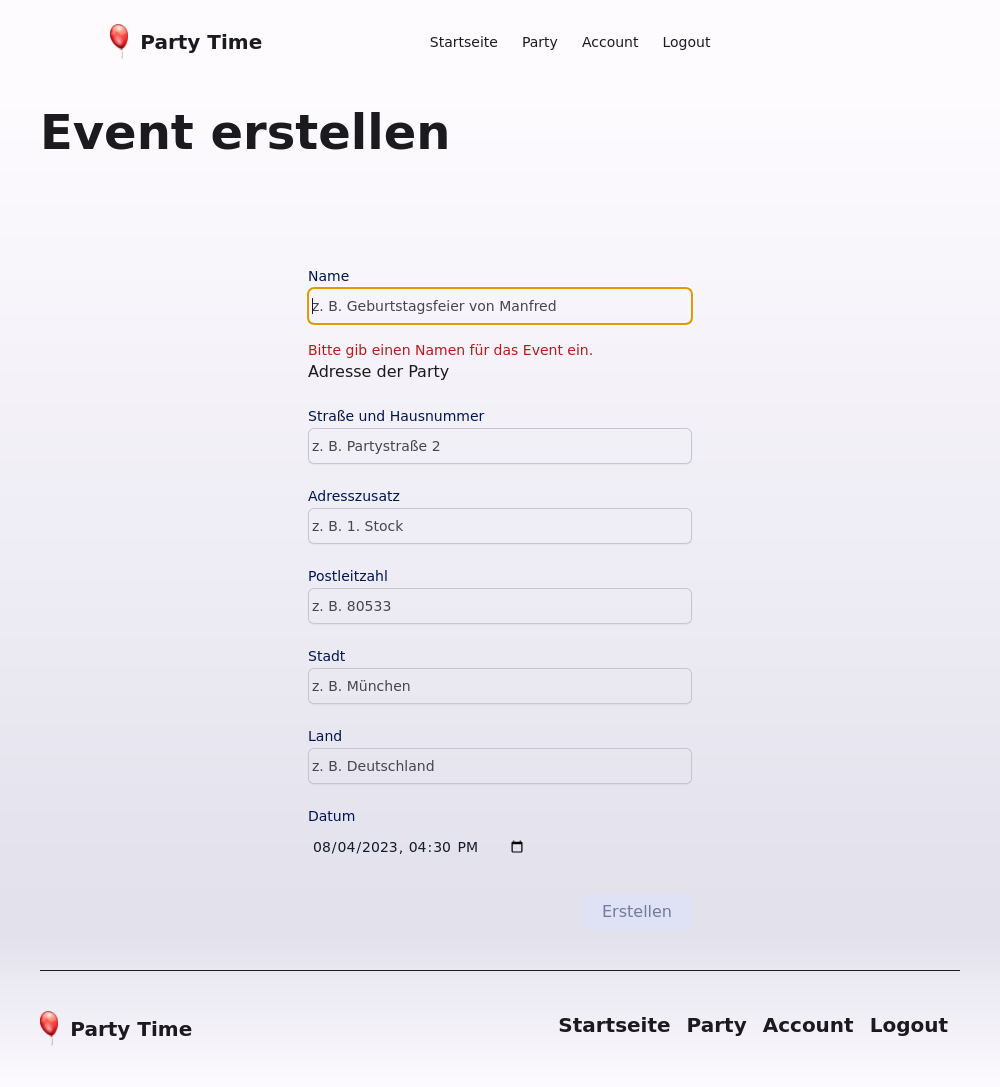 Party Time
Startseite Party Account Logout
Event erstellen
Name
z. B. Geburtstagsfeier von Manfred
Bitte gib einen Namen für das Event ein.
Adresse der Party
Straße und Hausnummer
z. B. Partystraße 2
Adresszusatz
z. B. 1. Stock
Postleitzahl
z. B. 80533
Stadt
z. B. München
Land
z. B. Deutschland
Datum
08/04/2023, 04:30 PM
Erstellen
Party Time
Startseite Party Account Logout